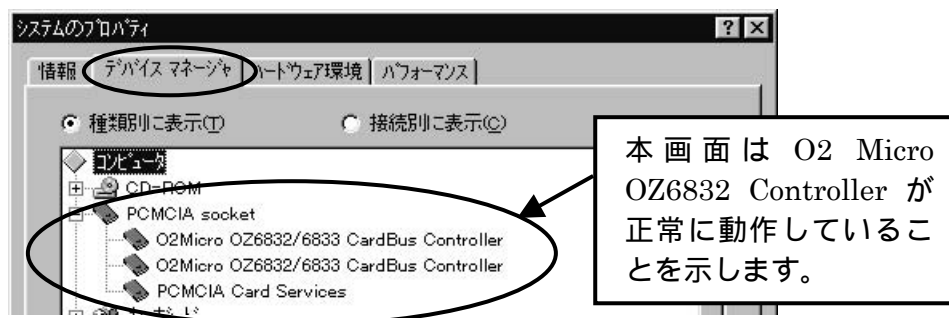 システムのプロパティ
情報 デバイス マネージャ ハードウェア環境 パフォーマンス
種類別に表示(T) 接続別に表示(C)
コンピュータ
CD-ROM
PCMCIA socket
O2Micro OZ6832/6833 CardBus Controller
O2Micro OZ6832/6833 CardBus Controller
PCMCIA Card Services
キーボード
本画面は O2 Micro
OZ6832 Controller が
正常に動作しているこ
とを示します。